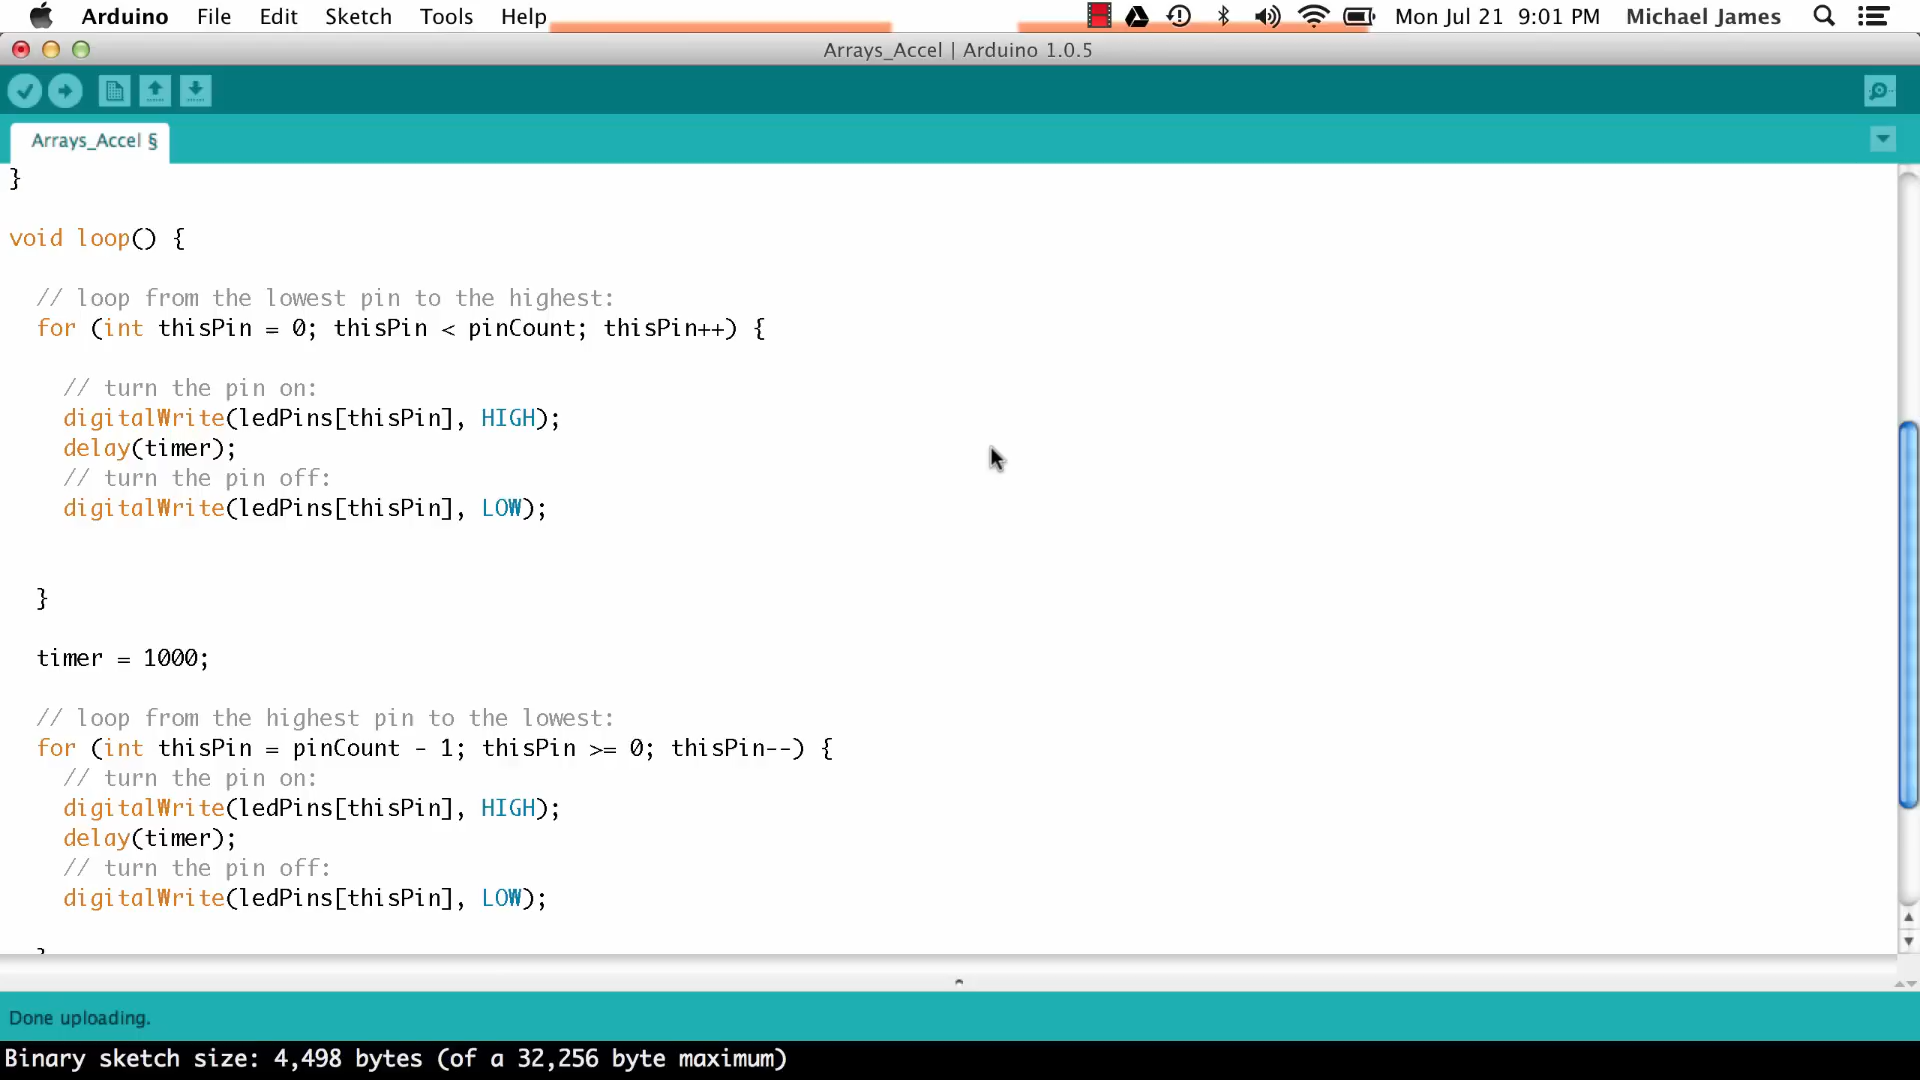 Arduino File Edit Sketch Tools Help Mon Jul 21 9:01 PM Michael James
Arrays_Accel | Arduino 1.0.5
Arrays_Accel §
}
void loop() {
// loop from the lowest pin to the highest:
for (int thisPin = 0; thisPin < pinCount; thisPin++) {
// turn the pin on:
digitalWrite(ledPins[thisPin], HIGH);
delay(timer);
// turn the pin off:
digitalWrite(ledPins[thisPin], LOW);
}
timer = 1000;
// loop from the highest pin to the lowest:
for (int thisPin = pinCount - 1; thisPin >= 0; thisPin--) {
// turn the pin on:
digitalWrite(ledPins[thisPin], HIGH);
delay(timer);
// turn the pin off:
digitalWrite(ledPins[thisPin], LOW);
}
Done uploading.
Binary sketch size: 4,498 bytes (of a 32,256 byte maximum)